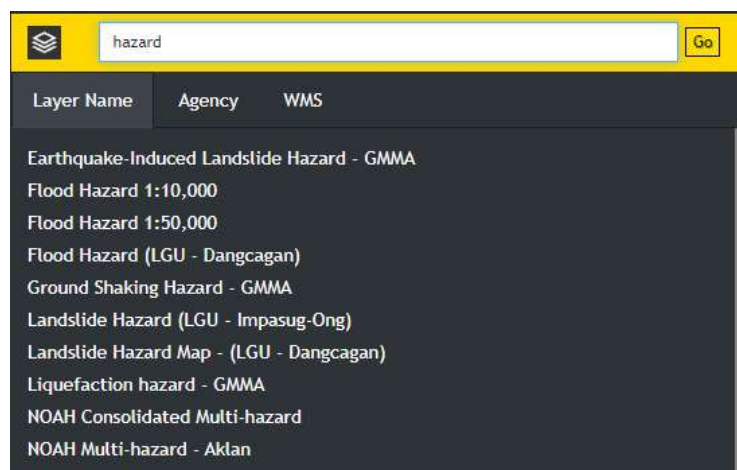 hazard Go
Layer Name Agency WMS
Earthquake-Induced Landslide Hazard - GMMA
Flood Hazard 1:10,000
Flood Hazard 1:50,000
Flood Hazard (LGU - Dangcagan)
Ground Shaking Hazard - GMMA
Landslide Hazard (LGU - Impasug-Ong)
Landslide Hazard Map - (LGU - Dangcagan)
Liquefaction hazard - GMMA
NOAH Consolidated Multi-hazard
NOAH Multi-hazard - Aklan